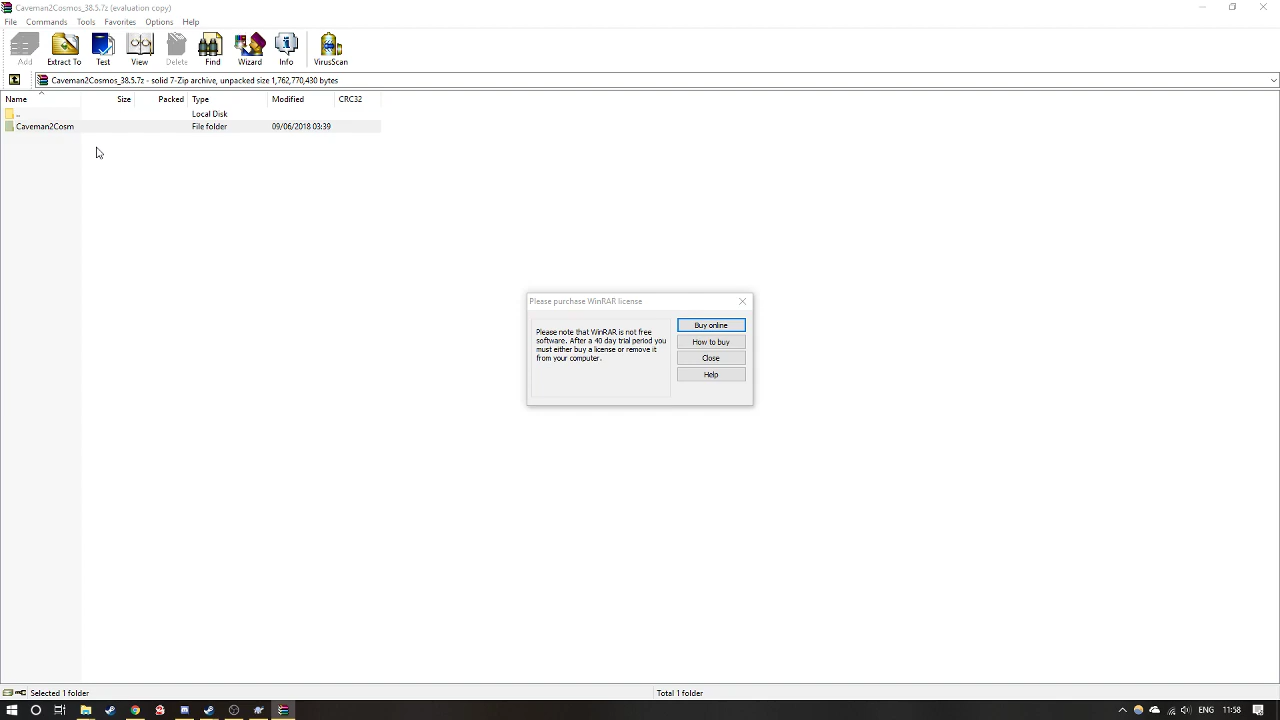 Caveman2Cosmos_38.5.7z (evaluation copy)
File Commands Tools Favorites Options Help
Add Extract To Test View Delete Find Wizard Info VirusScan
Caveman2Cosmos_38.5.7z - solid 7-Zip archive, unpacked size 1,762,770,430 bytes
Name Size Packed Type Modified CRC32
.. Local Disk
Caveman2Cosm File folder 09/06/2018 03:39
Please purchase WinRAR license
Please note that WinRAR is not free
software. After a 40 day trial period you
must either buy a license or remove it
from your computer.
Buy online
How to buy
Close
Help
Selected 1 folder Total 1 folder
ENG 11:58